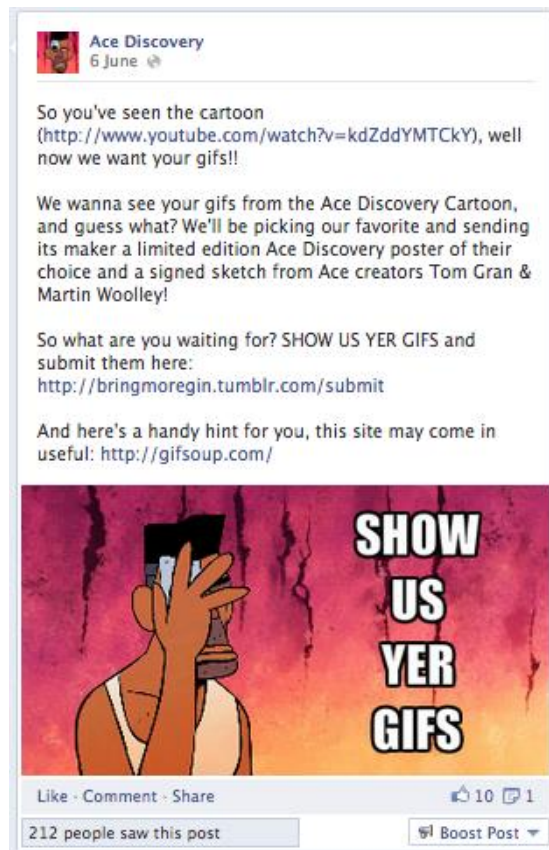 Ace Discovery
6 June
So you've seen the cartoon
(http://www.youtube.com/watch?v=kdZddYMTCkY), well
now we want your gifs!!
We wanna see your gifs from the Ace Discovery Cartoon,
and guess what? We'll be picking our favorite and sending
its maker a limited edition Ace Discovery poster of their
choice and a signed sketch from Ace creators Tom Gran &
Martin Woolley!
So what are you waiting for? SHOW US YER GIFS and
submit them here:
http://bringmoregin.tumblr.com/submit
And here's a handy hint for you, this site may come in
useful: http://gifsoup.com/
SHOW
US
YER
GIFS
Like · Comment · Share 10 1
212 people saw this post Boost Post